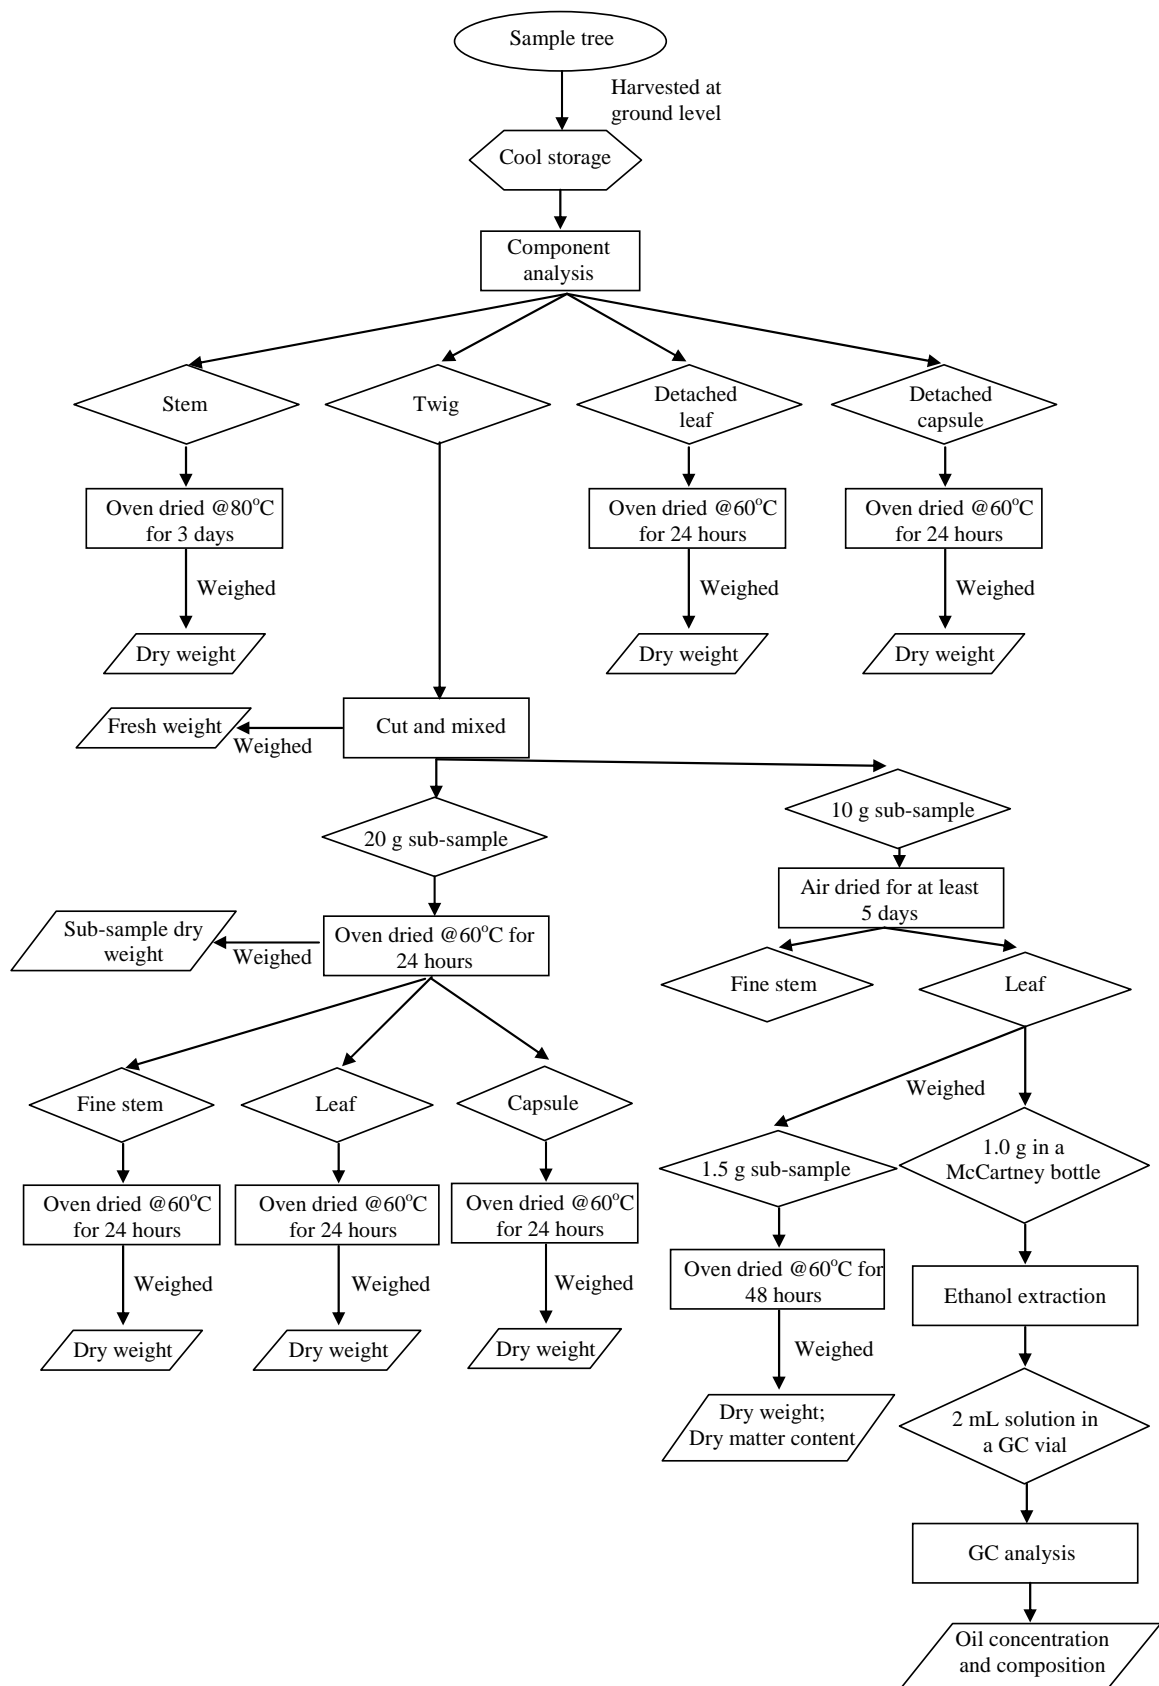 Sample tree
Harvested at
ground level
Cool storage
Component
analysis
Stem
Twig
Detached
leaf
Detached
capsule
Oven dried @80°C
for 3 days
Oven dried @60°C
for 24 hours
Oven dried @60°C
for 24 hours
Weighed
Weighed
Weighed
Dry weight
Dry weight
Dry weight
Fresh weight
Weighed
Cut and mixed
20 g sub-sample
10 g sub-sample
Air dried for at least
5 days
Sub-sample dry
weight
Weighed
Oven dried @60°C for
24 hours
Fine stem
Leaf
Fine stem
Leaf
Capsule
Weighed
1.5 g sub-sample
1.0 g in a
McCartney bottle
Oven dried @60°C
for 24 hours
Oven dried @60°C
for 24 hours
Oven dried @60°C
for 24 hours
Oven dried @60°C for
48 hours
Ethanol extraction
Weighed
Weighed
Weighed
Weighed
Dry weight
Dry weight
Dry weight
Dry weight;
Dry matter content
2 mL solution in
a GC vial
GC analysis
Oil concentration
and composition